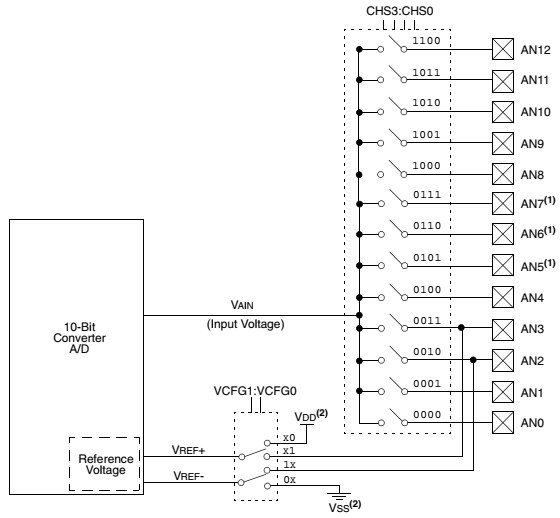 CHS3:CHS0
1100 AN12
1011 AN11
1010 AN10
1001 AN9
1000 AN8
0111 AN7(1)
0110 AN6(1)
0101 AN5(1)
0100 AN4
VAIN
(Input Voltage)
10-Bit
Converter
A/D
0011 AN3
0010 AN2
0001 AN1
0000 AN0
VCFG1:VCFG0
VDD(2)
x0
x1
1x
0x
Reference
Voltage
VREF+
VREF-
VSS(2)